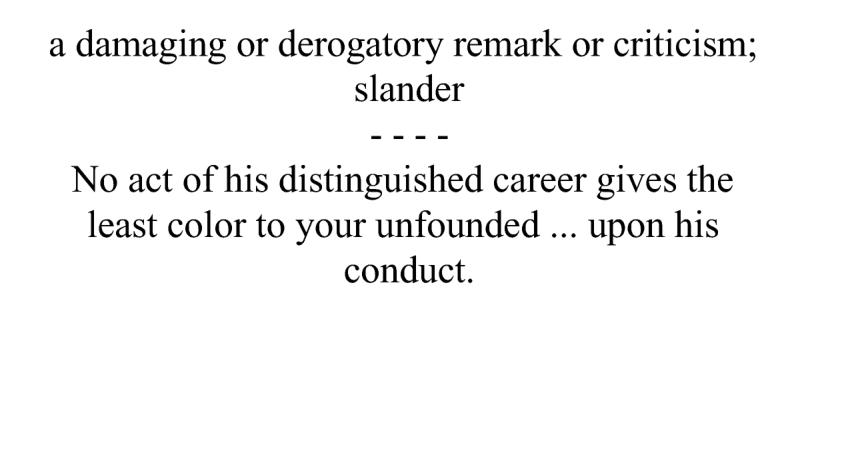 a damaging or derogatory remark or criticism;
slander
- - - -
No act of his distinguished career gives the
least color to your unfounded ... upon his
conduct.